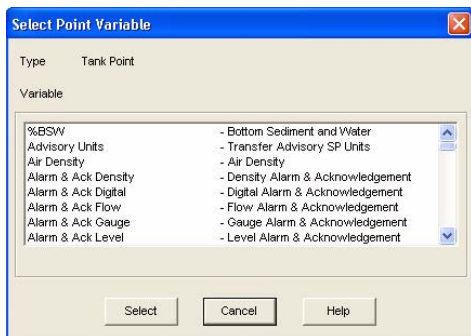 Select Point Variable
Type Tank Point
Variable
%BSW - Bottom Sediment and Water
Advisory Units - Transfer Advisory SP Units
Air Density - Air Density
Alarm & Ack Density - Density Alarm & Acknowledgement
Alarm & Ack Digital - Digital Alarm & Acknowledgement
Alarm & Ack Flow - Flow Alarm & Acknowledgement
Alarm & Ack Gauge - Gauge Alarm & Acknowledgement
Alarm & Ack Level - Level Alarm & Acknowledgement
Select Cancel Help